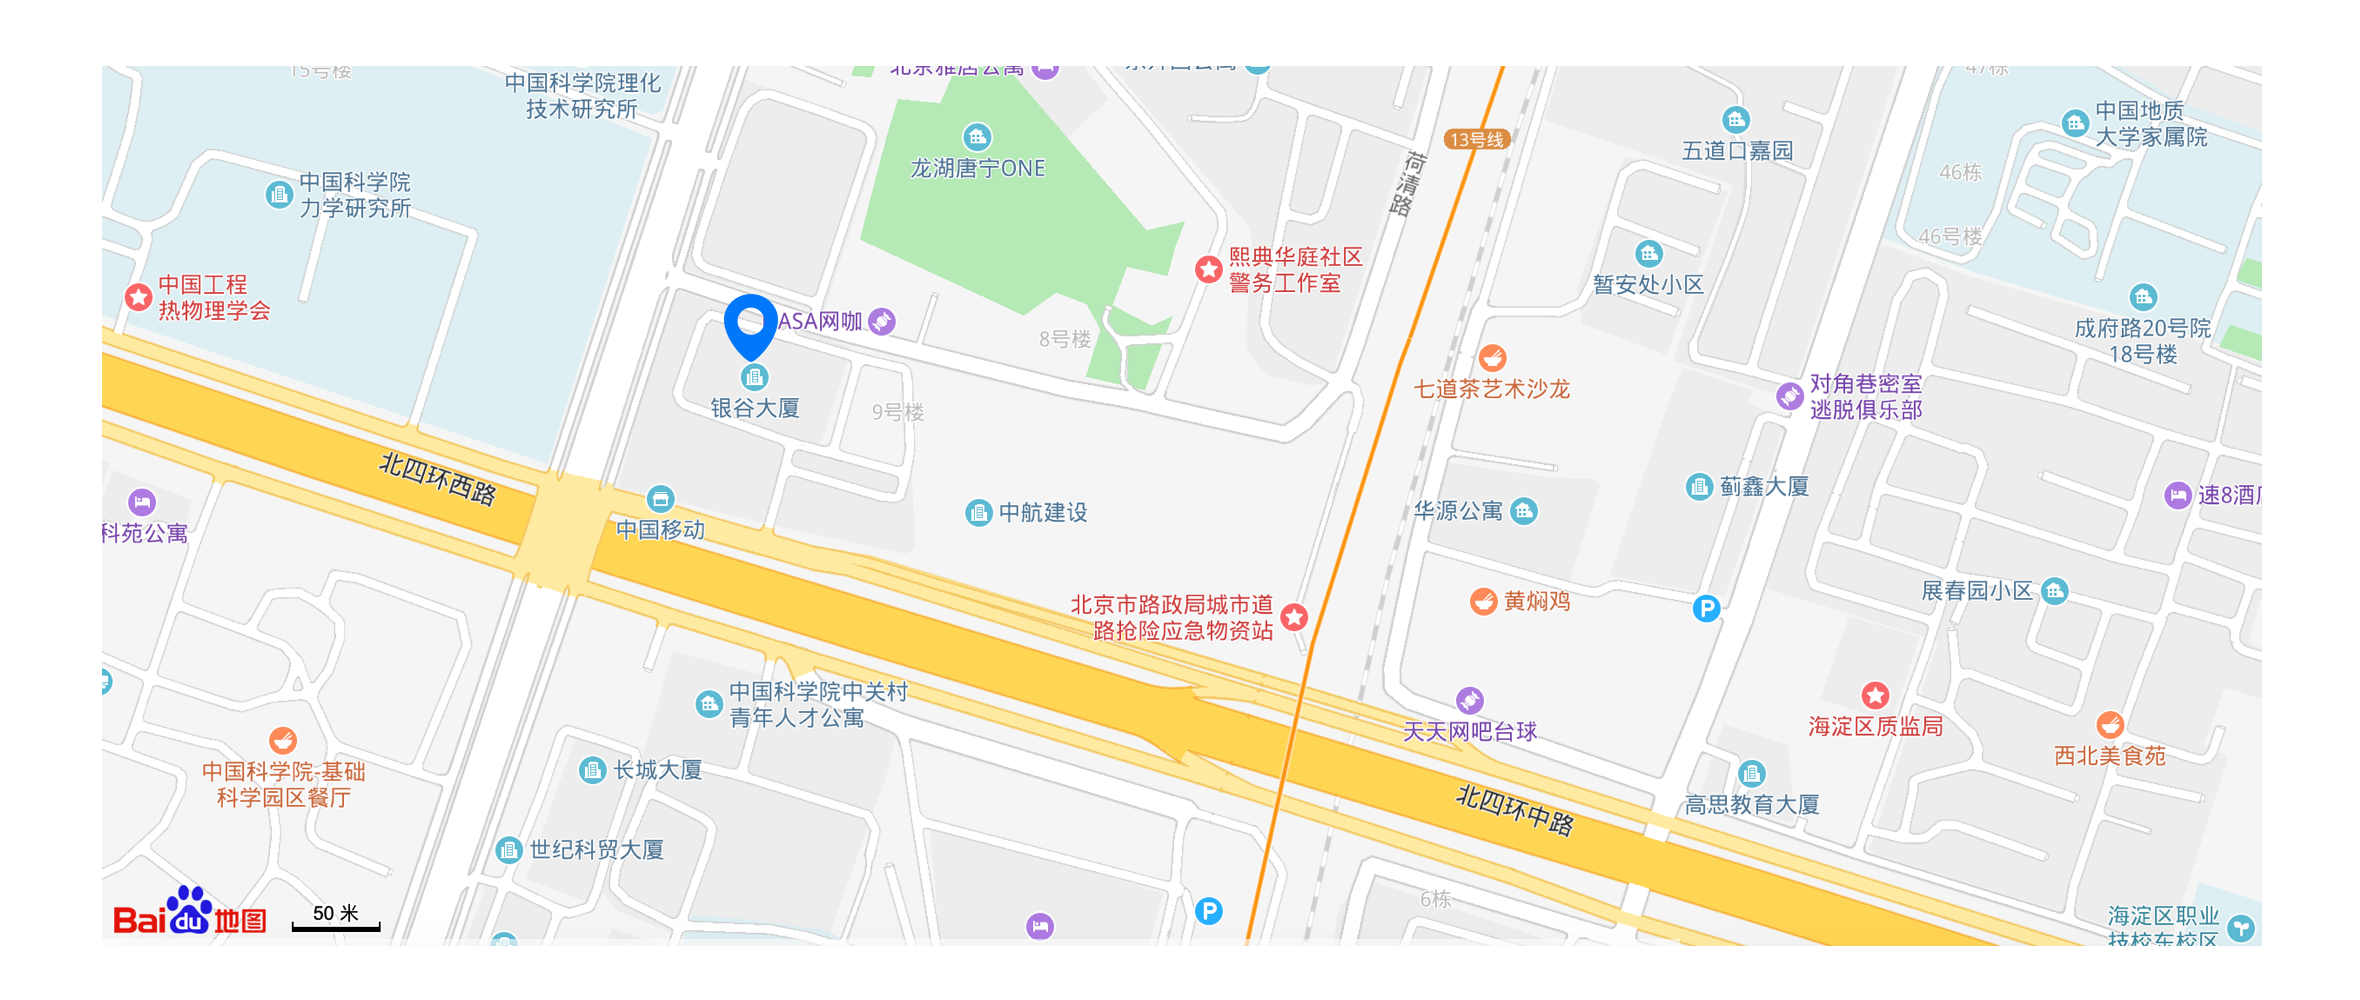 15号楼
中国科学院理化
技术研究所
北京雅居公寓
13号线
荷清路
五道口嘉园
47栋
中国地质
大学家属院
龙湖唐宁ONE
46栋
中国科学院
力学研究所
46号楼
熙典华庭社区
警务工作室
暂安处小区
中国工程
热物理学会
ASA网咖
8号楼
成府路20号院
18号楼
七道茶艺术沙龙
对角巷密室
逃脱俱乐部
银谷大厦
9号楼
北四环西路
蓟鑫大厦
速8酒店
中国移动
中航建设
华源公寓
科苑公寓
展春园小区
黄焖鸡
P
北京市路政局城市道
路抢险应急物资站
中国科学院中关村
青年人才公寓
天天网吧台球
海淀区质监局
西北美食苑
中国科学院-基础
科学园区餐厅
长城大厦
高思教育大厦
北四环中路
世纪科贸大厦
6栋
P
Bai du 地图
50 米
海淀区职业
技校东校区